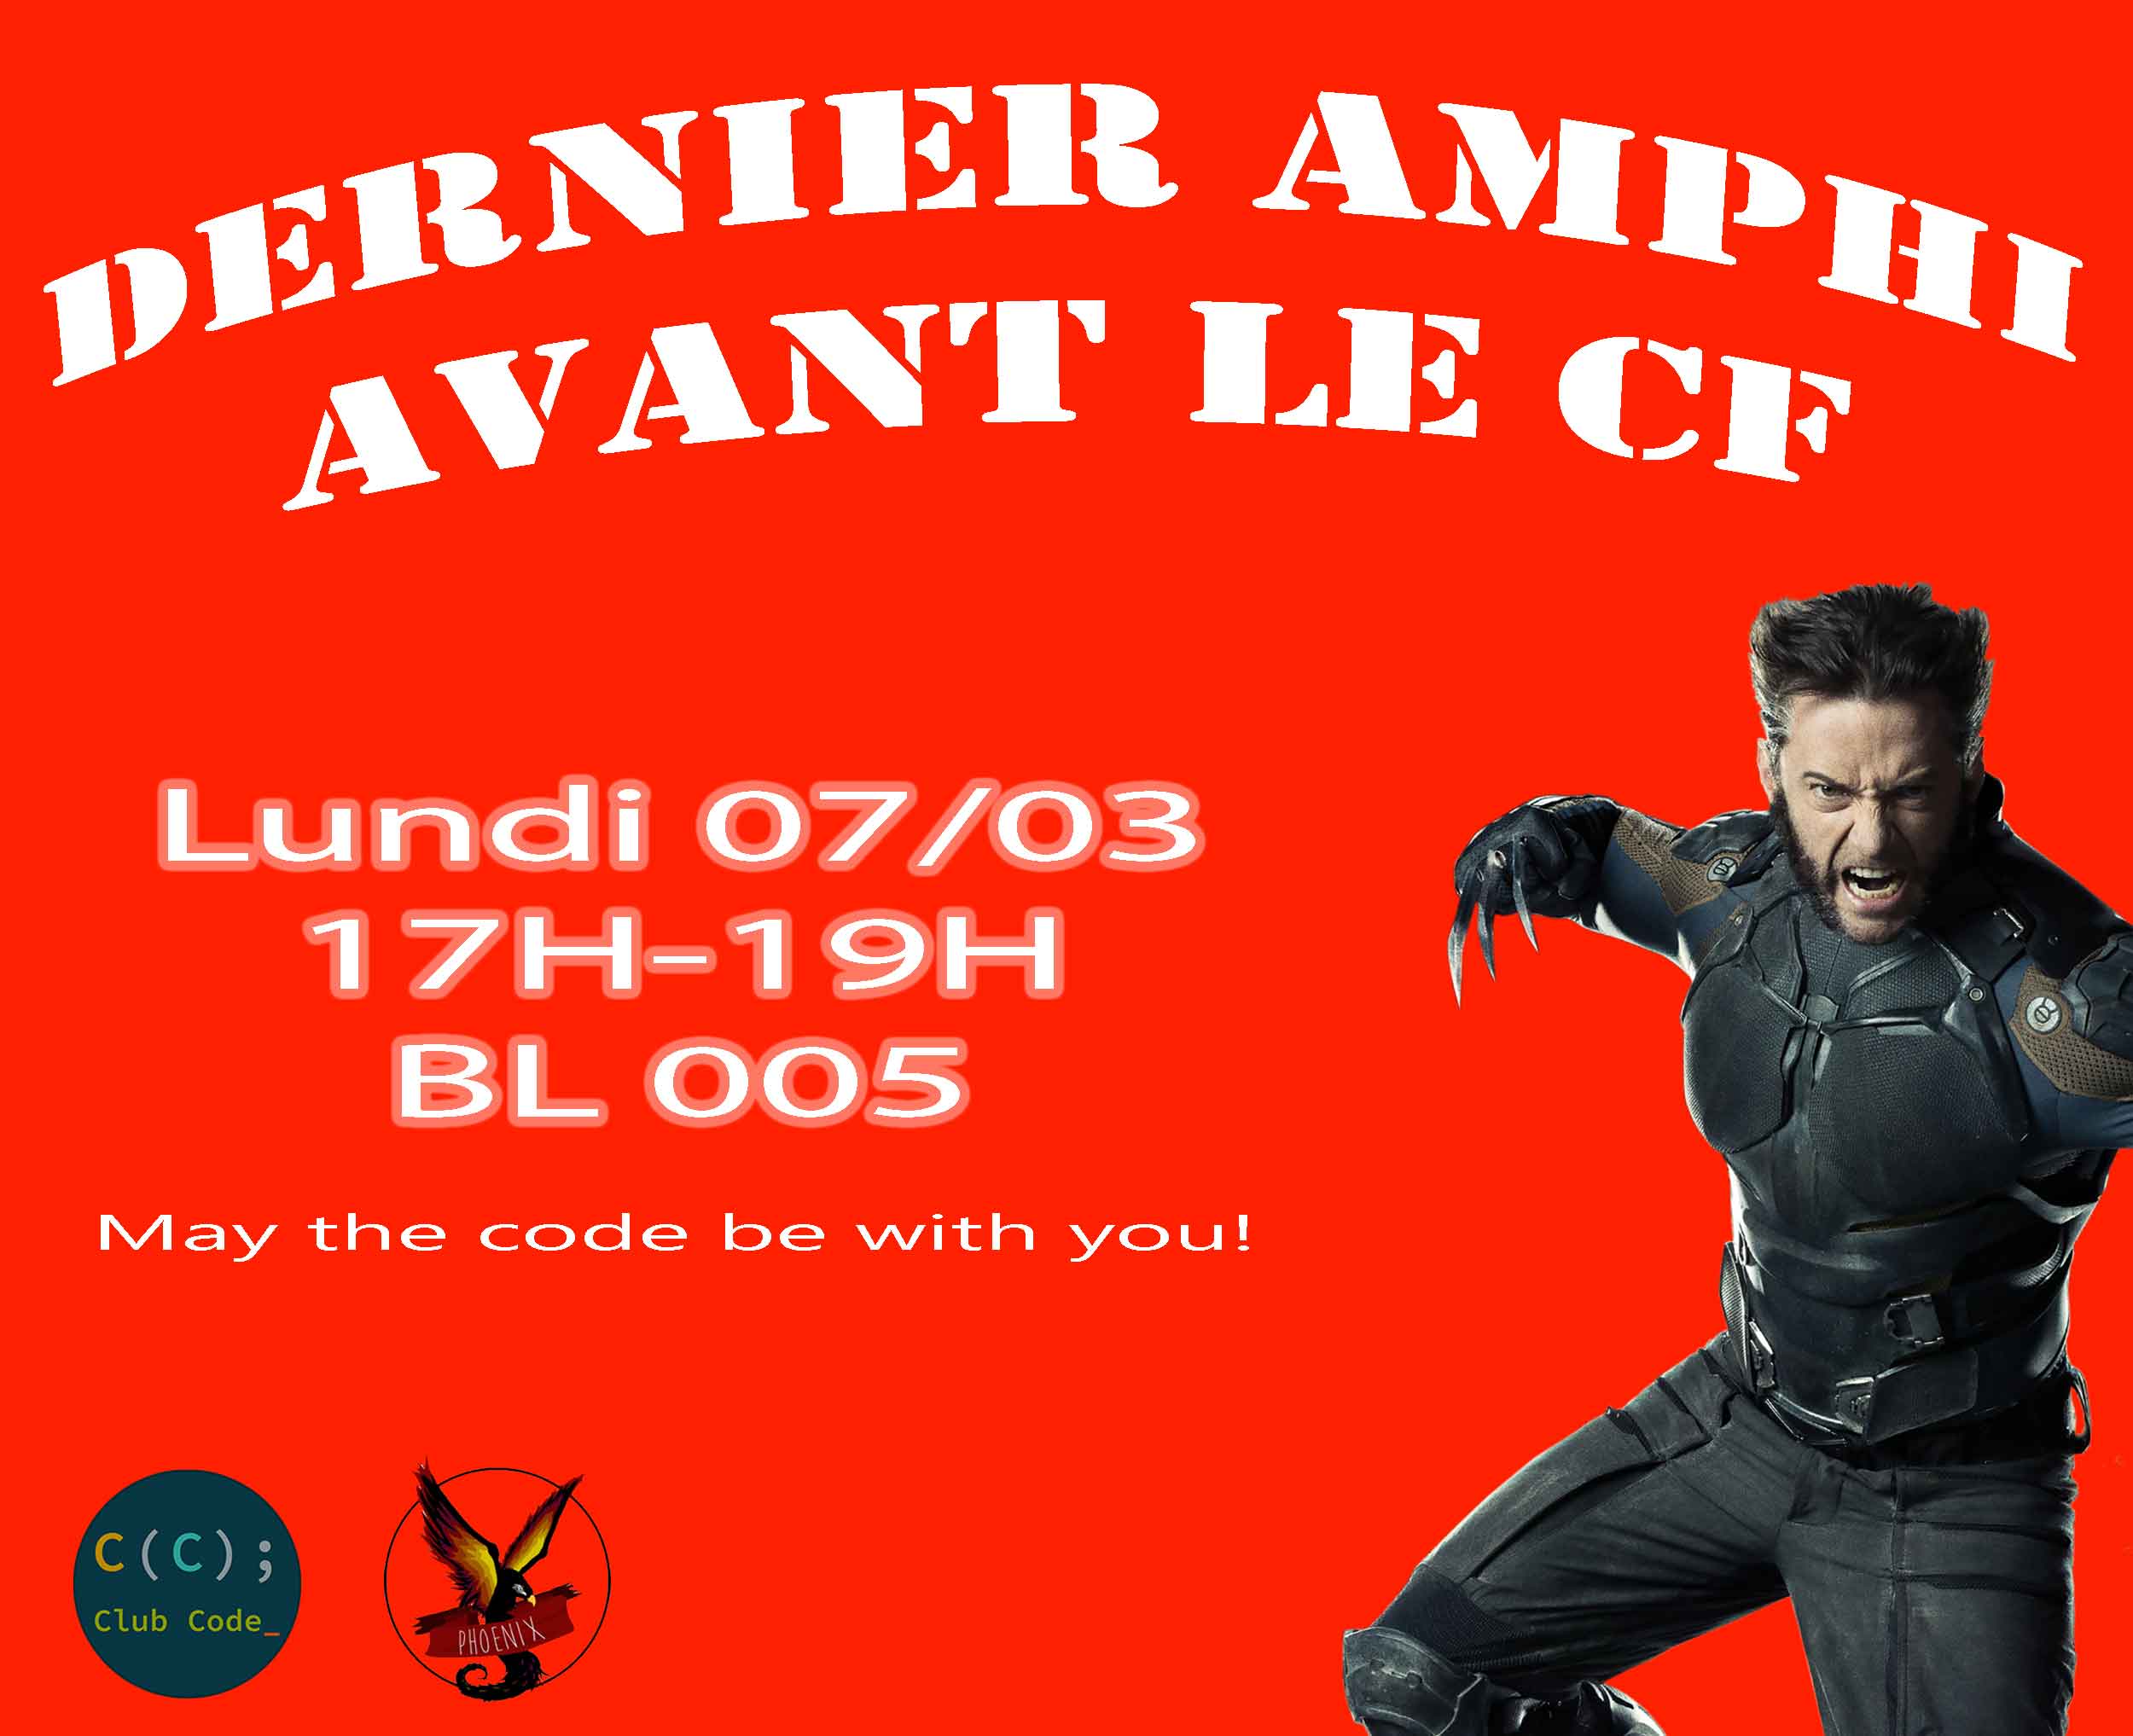 DERNIER AMPHI
AVANT LE CF
Lundi 07/03
17H-19H
BL 005
May the code be with you!
C(C);
Club Code_
PHOENIX